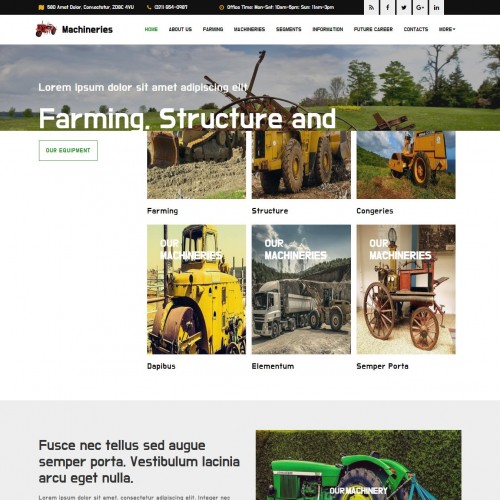 580 Amet Dolor, Consectetur, ZC8C 4VU
(321) 654-0987
Office Time: Mon-Sat: 10am-6pm; Sun: 11am-3pm
Machineries
HOME ABOUT US FARMING MACHINERIES SEGMENTS INFORMATION FUTURE CAREER CONTACTS MORE
Lorem ipsum dolor sit amet adipiscing elit
Farming, Structure and
OUR EQUIPMENT
Farming
Structure
Congeries
OUR
MACHINERIES
OUR
MACHINERIES
OUR
MACHINERIES
Dapibus
Elementum
Semper Porta
Fusce nec tellus sed augue
semper porta. Vestibulum lacinia
arcu eget nulla.
Lorem ipsum dolor sit amet, consectetur adipiscing elit. Integer nec
OUR MACHINERY